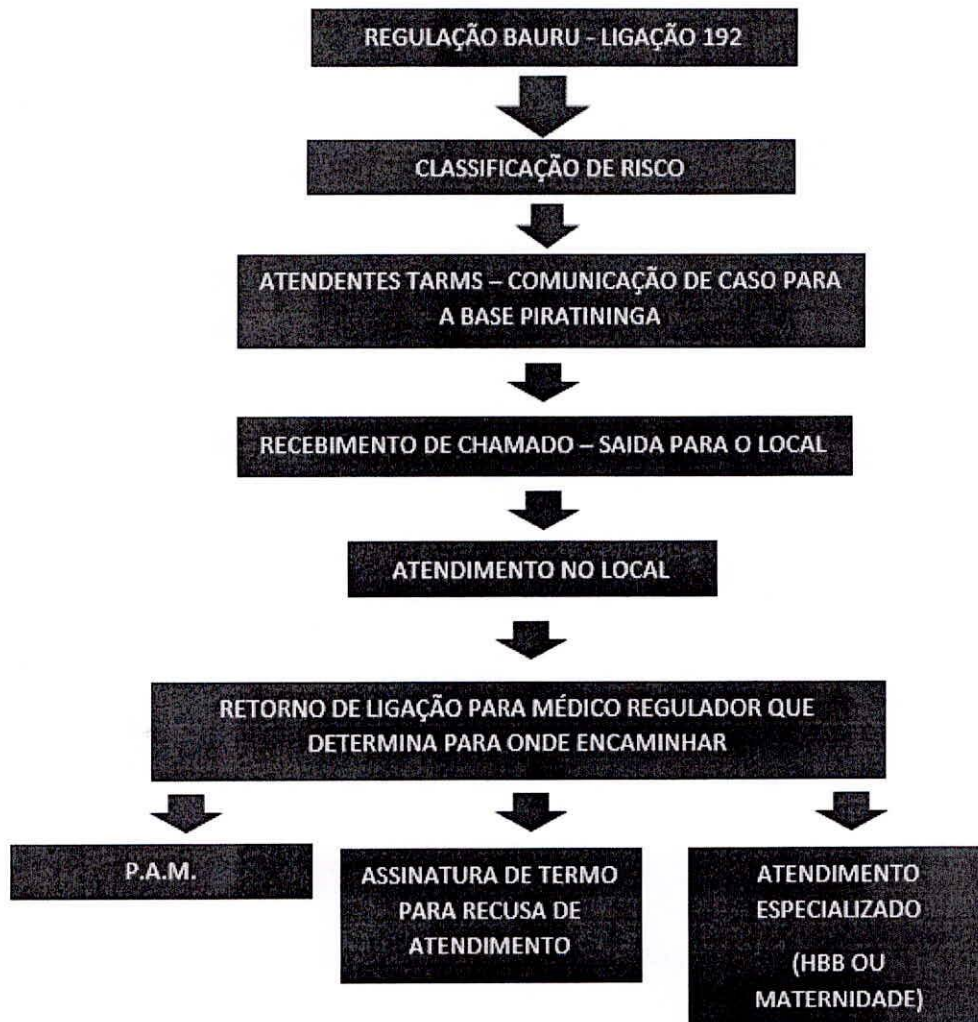 REGULAÇÃO BAURU - LIGAÇÃO 192
CLASSIFICAÇÃO DE RISCO
ATENDENTES TARMS – COMUNICAÇÃO DE CASO PARA
A BASE PIRATININGA
RECEBIMENTO DE CHAMADO – SAIDA PARA O LOCAL
ATENDIMENTO NO LOCAL
RETORNO DE LIGAÇÃO PARA MÉDICO REGULADOR QUE
DETERMINA PARA ONDE ENCAMINHAR
P.A.M.
ASSINATURA DE TERMO
PARA RECUSA DE
ATENDIMENTO
ATENDIMENTO
ESPECIALIZADO
(HBB OU
MATERNIDADE)